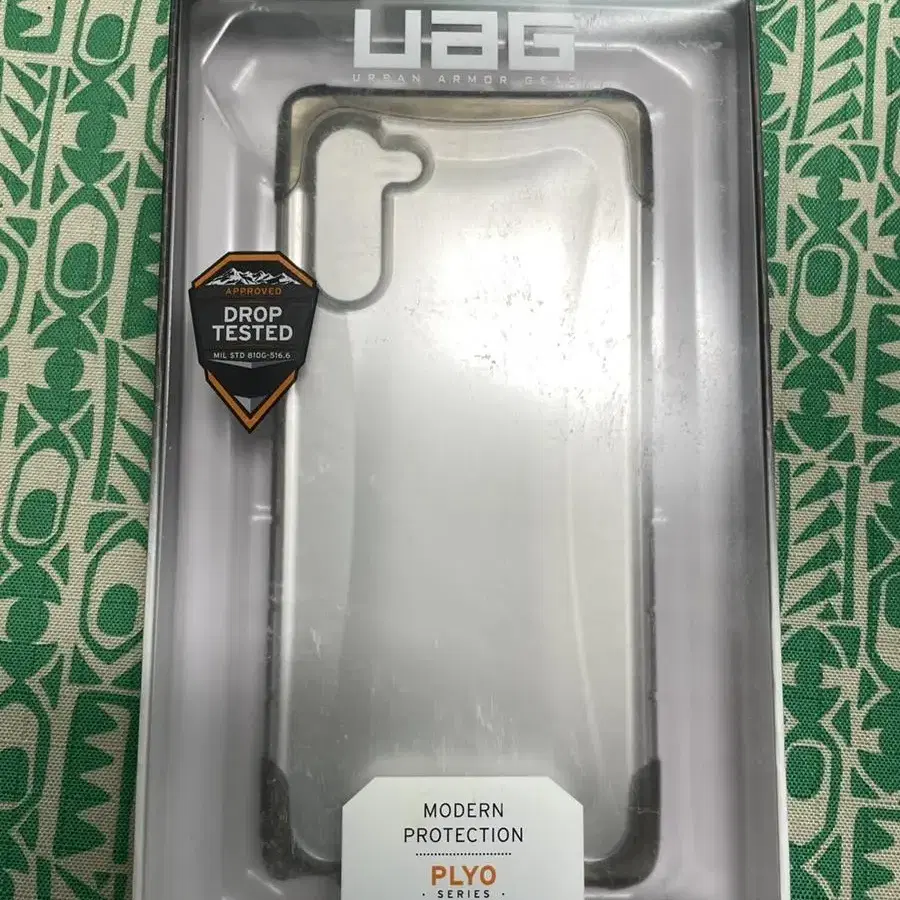 UAG
URBAN ARMOR GEAR
APPROVED
DROP
TESTED
MIL STD 810G-516.6
MODERN
PROTECTION
PLYO
· SERIES ·